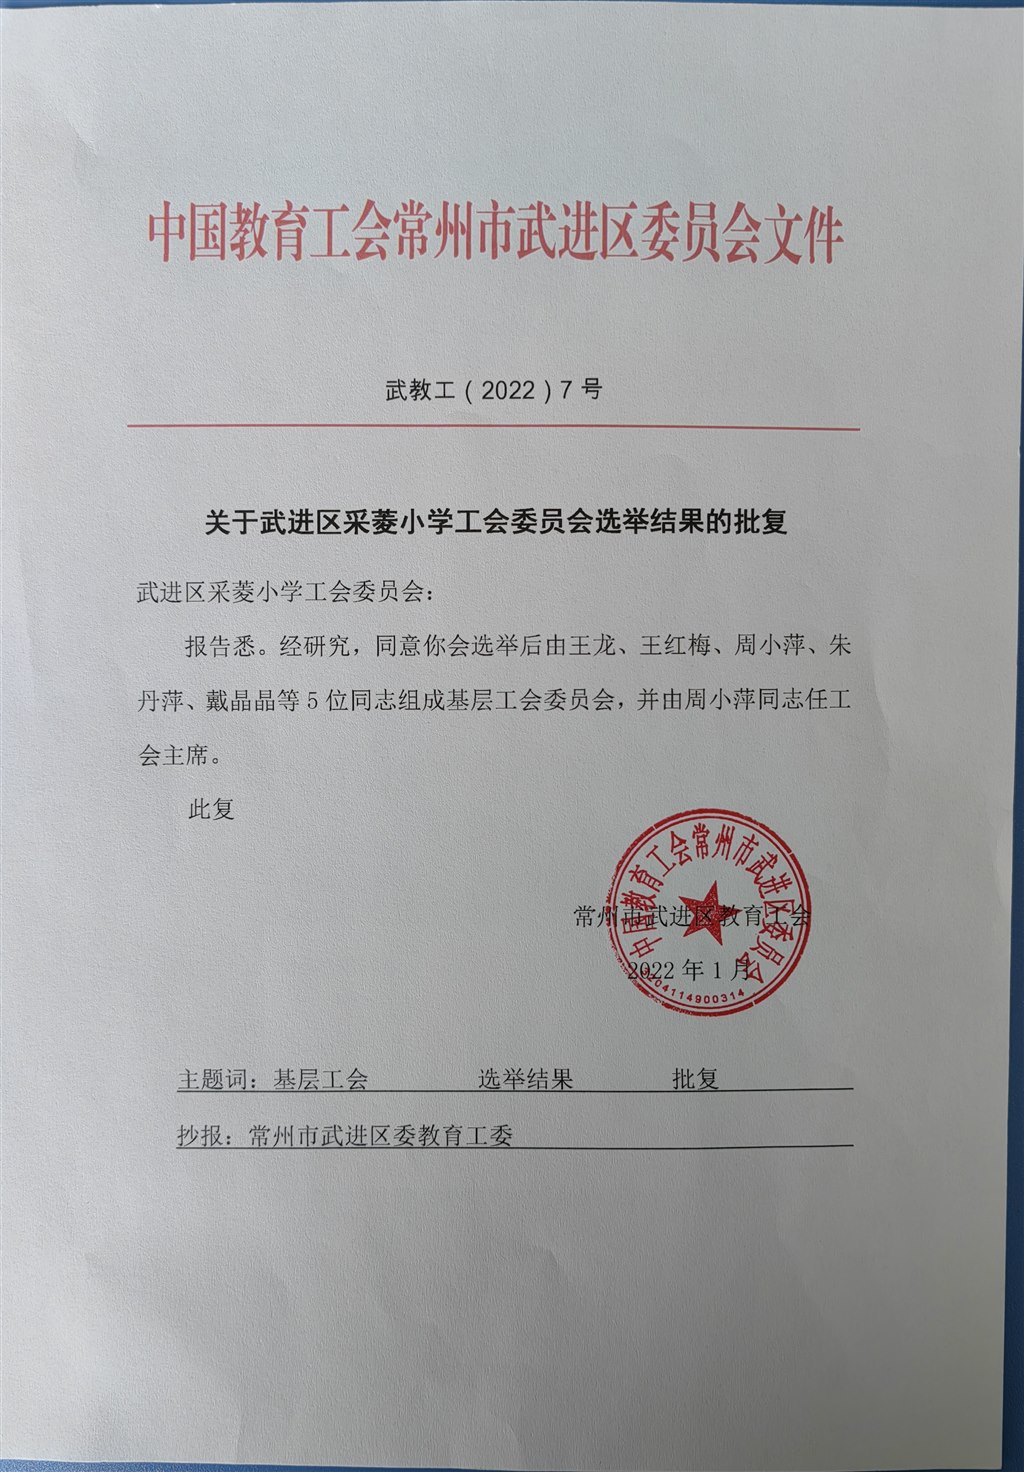 中国教育工会常州市武进区委员会文件
武教工（2022）7 号
关于武进区采菱小学工会委员会选举结果的批复
武进区采菱小学工会委员会：
报告悉。经研究，同意你会选举后由王龙、王红梅、周小萍、朱
丹萍、戴晶晶等 5 位同志组成基层工会委员会，并由周小萍同志任工
会主席。
此复
中国教育工会常州市武进区委员会
常州市武进区教育工会
2022 年 1 月
3204114900314
主题词：基层工会 选举结果 批复
抄报：常州市武进区委教育工委